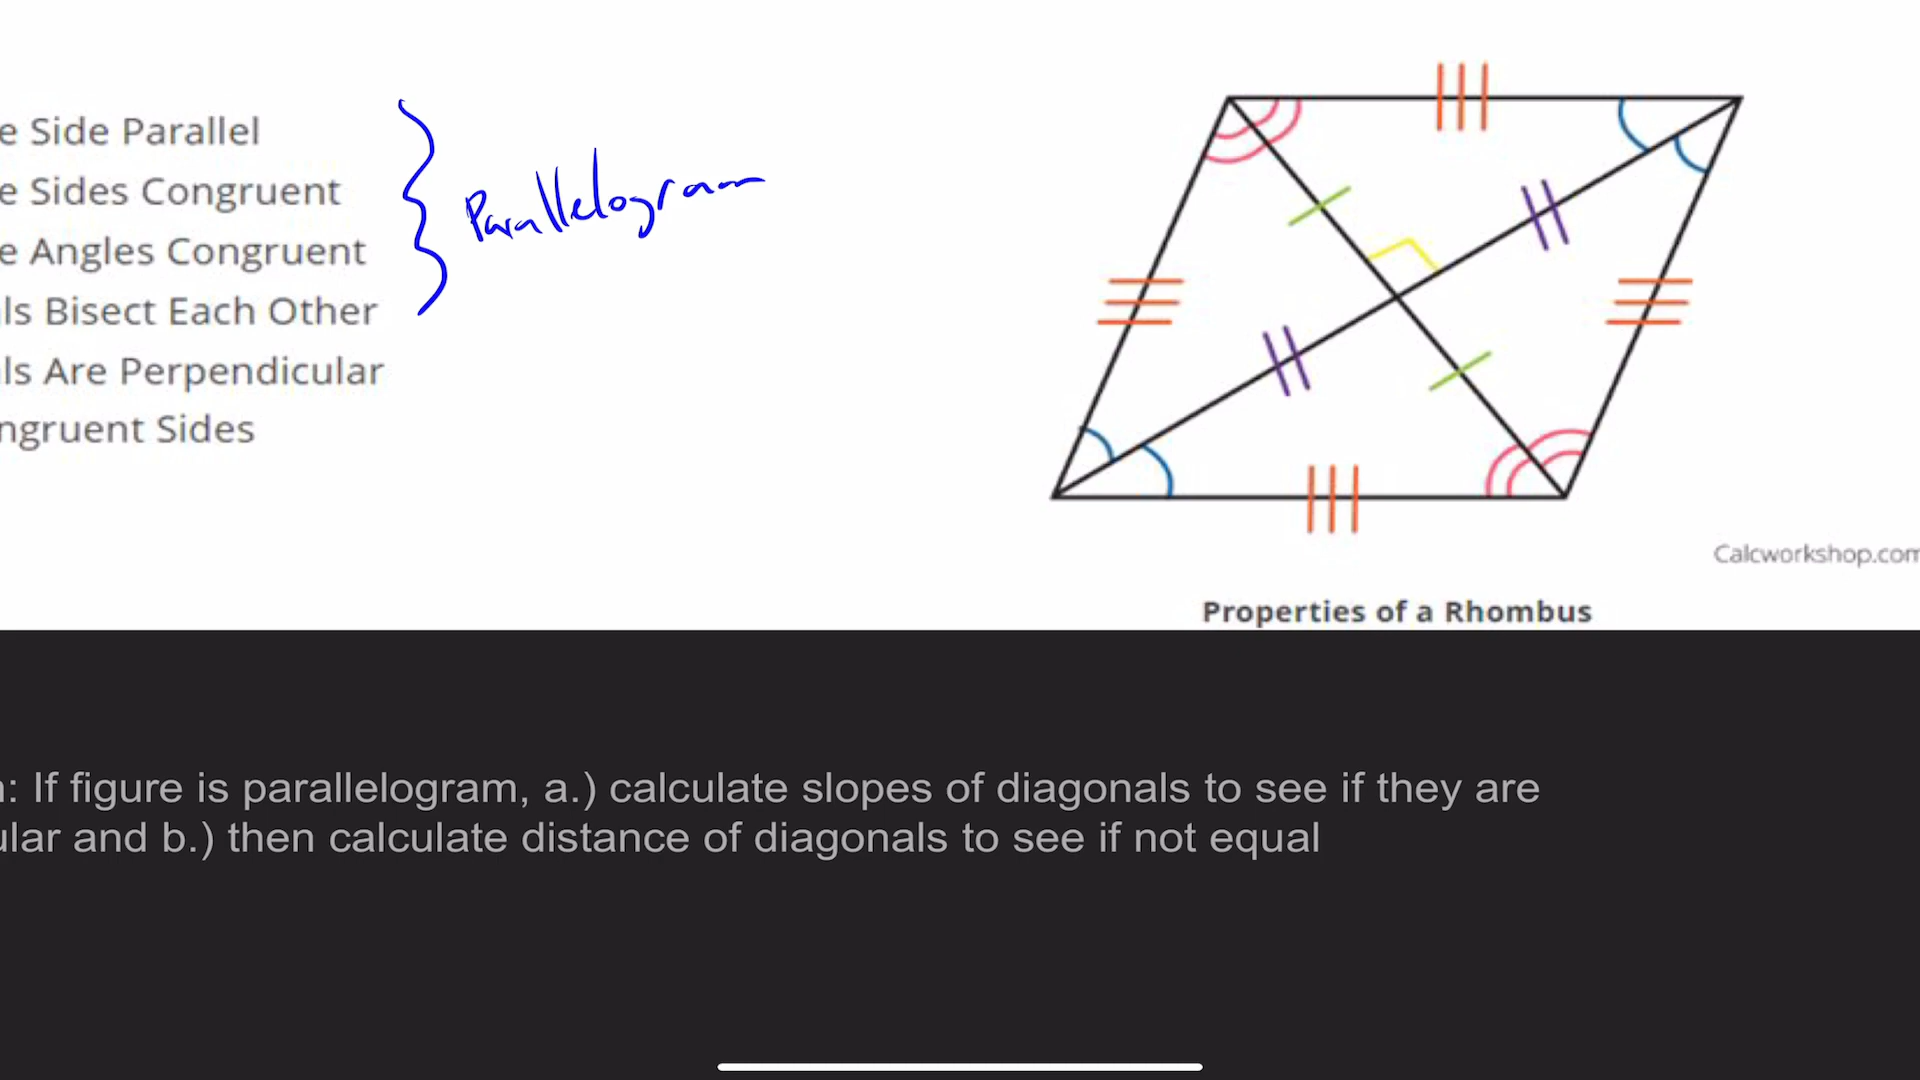 e Side Parallel
e Sides Congruent
e Angles Congruent
ls Bisect Each Other
ls Are Perpendicular
ngruent Sides
Parallelogram
Calcworkshop.com
Properties of a Rhombus
: If figure is parallelogram, a.) calculate slopes of diagonals to see if they are
ular and b.) then calculate distance of diagonals to see if not equal